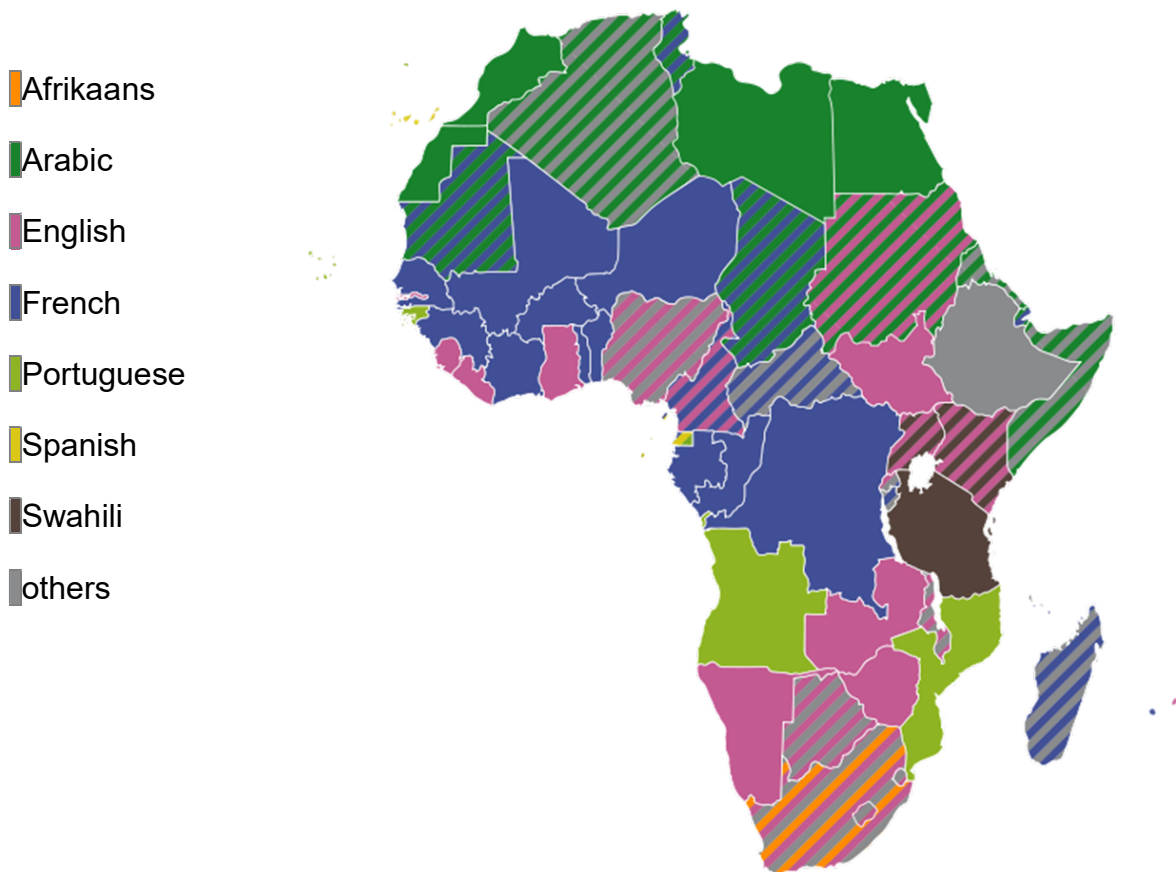 Afrikaans
Arabic
English
French
Portuguese
Spanish
Swahili
others